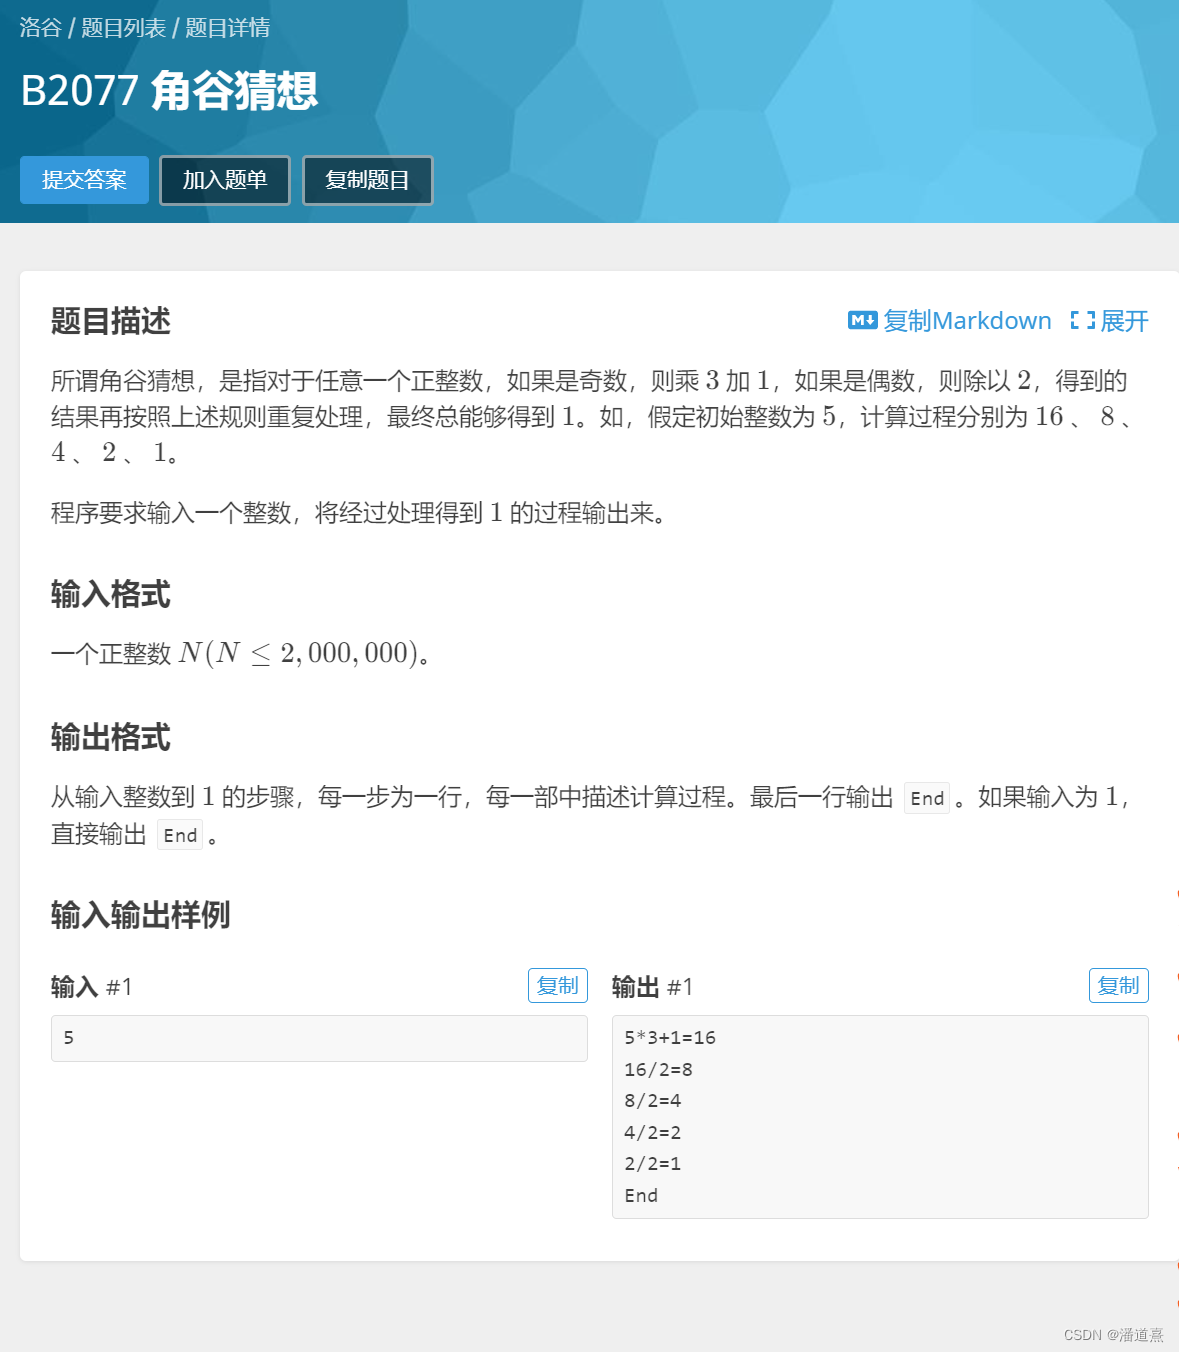 洛谷 / 题目列表 / 题目详情
B2077 角谷猜想
提交答案 加入题单 复制题目
题目描述 复制Markdown 展开
所谓角谷猜想，是指对于任意一个正整数，如果是奇数，则乘 3 加 1，如果是偶数，则除以 2，得到的
结果再按照上述规则重复处理，最终总能够得到 1。如，假定初始整数为 5，计算过程分别为 16 、 8 、
4 、 2 、 1。
程序要求输入一个整数，将经过处理得到 1 的过程输出来。
输入格式
一个正整数 N(N ≤ 2,000,000)。
输出格式
从输入整数到 1 的步骤，每一步为一行，每一部中描述计算过程。最后一行输出 End 。如果输入为 1，
直接输出 End 。
输入输出样例
输入 #1 复制 输出 #1 复制
5
5*3+1=16
16/2=8
8/2=4
4/2=2
2/2=1
End
CSDN @潘道熹